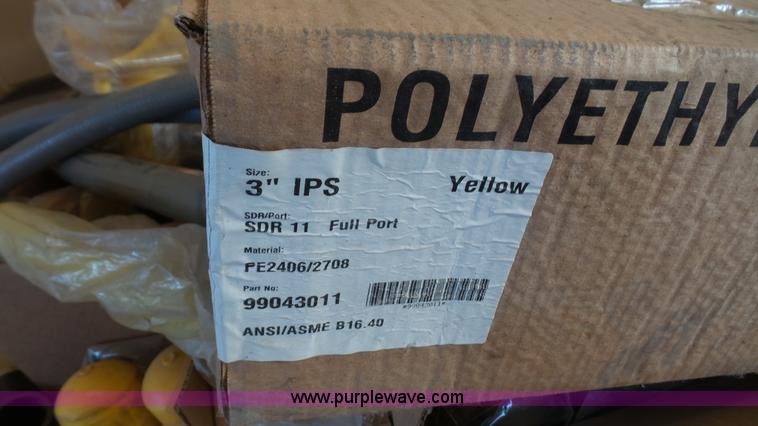 POLYETHY
Size:
3" IPS Yellow
SDR/Port:
SDR 11 Full Port
Material:
PE2406/2708
Part No:
99043011
*99043011*
ANSI/ASME B16.40
www.purplewave.com